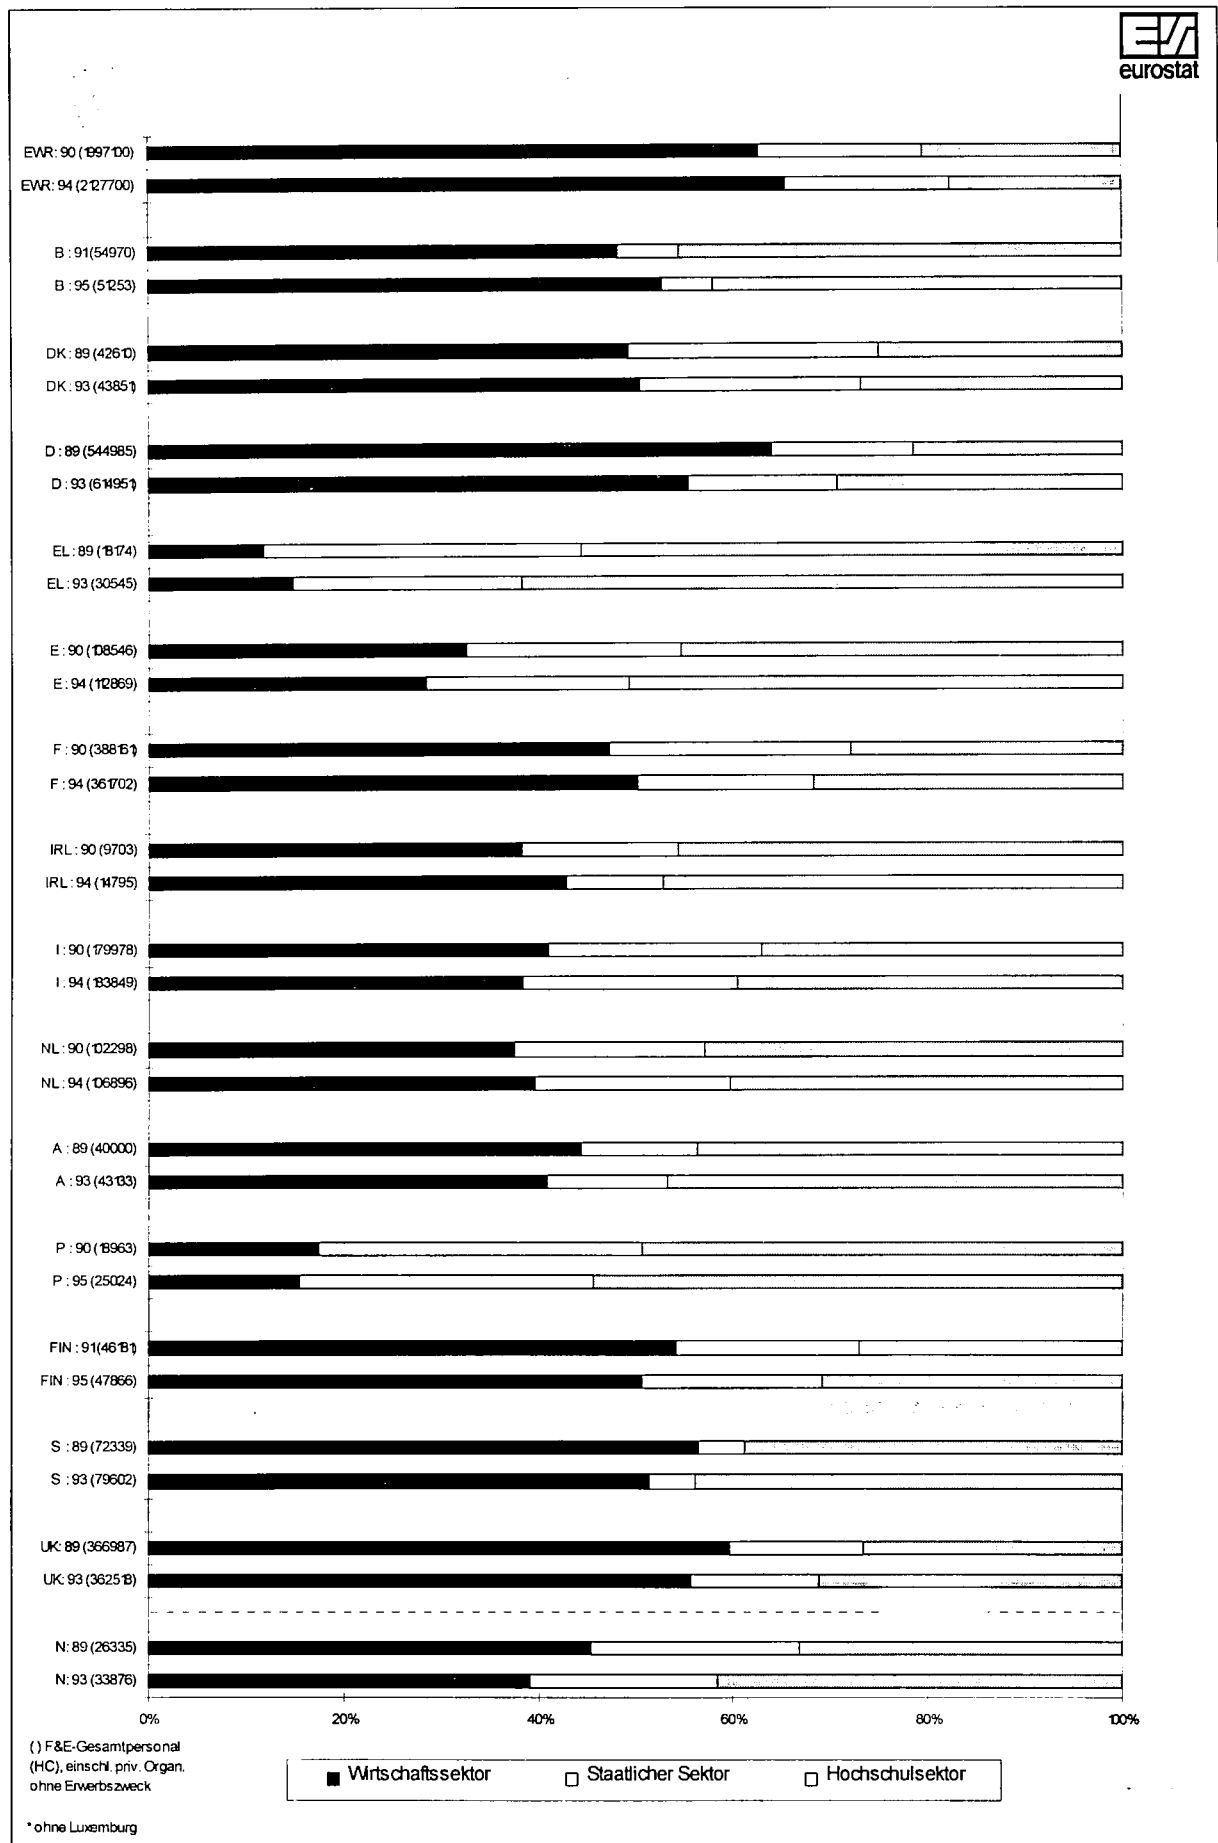 eurostat
EWR: 90 (1997100)
EWR: 94 (2127700)
B : 91 (54970)
B : 95 (51253)
DK : 89 (42610)
DK : 93 (43851)
D : 89 (544985)
D : 93 (614951)
EL : 89 (18174)
EL : 93 (30545)
E : 90 (108546)
E : 94 (112869)
F : 90 (388161)
F : 94 (361702)
IRL : 90 (9703)
IRL : 94 (14795)
I : 90 (179978)
I : 94 (183849)
NL : 90 (102298)
NL : 94 (106896)
A : 89 (40000)
A : 93 (43133)
P : 90 (18963)
P : 95 (25024)
FIN : 91 (46181)
FIN : 95 (47866)
S : 89 (72339)
S : 93 (79602)
UK: 89 (366987)
UK: 93 (362518)
N: 89 (26335)
N: 93 (33876)
0% 20% 40% 60% 80% 100%
( ) F&E-Gesamtpersonal
(HC), einschl. priv. Organ.
ohne Erwerbszweck
Wirtschaftssektor Staatlicher Sektor Hochschulsektor
* ohne Luxemburg